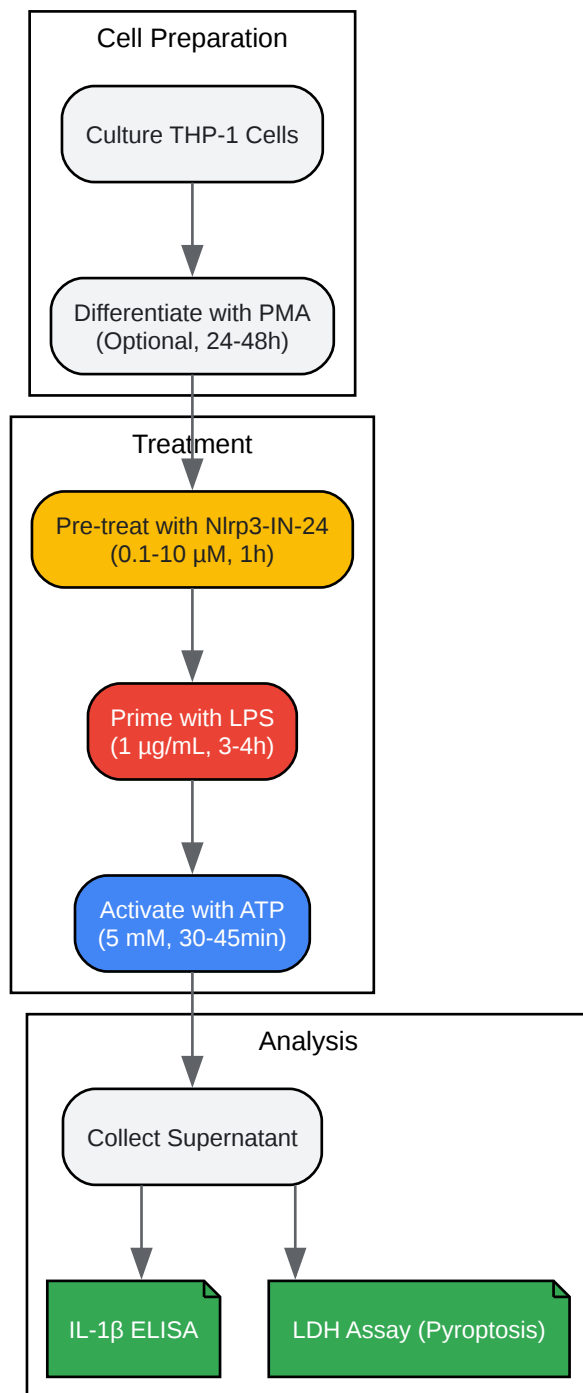 Cell Preparation
Culture THP-1 Cells
Differentiate with PMA
(Optional, 24-48h)
Treatment
Pre-treat with Nlrp3-IN-24
(0.1-10 µM, 1h)
Prime with LPS
(1 µg/mL, 3-4h)
Activate with ATP
(5 mM, 30-45min)
Analysis
Collect Supernatant
IL-1β ELISA
LDH Assay (Pyroptosis)